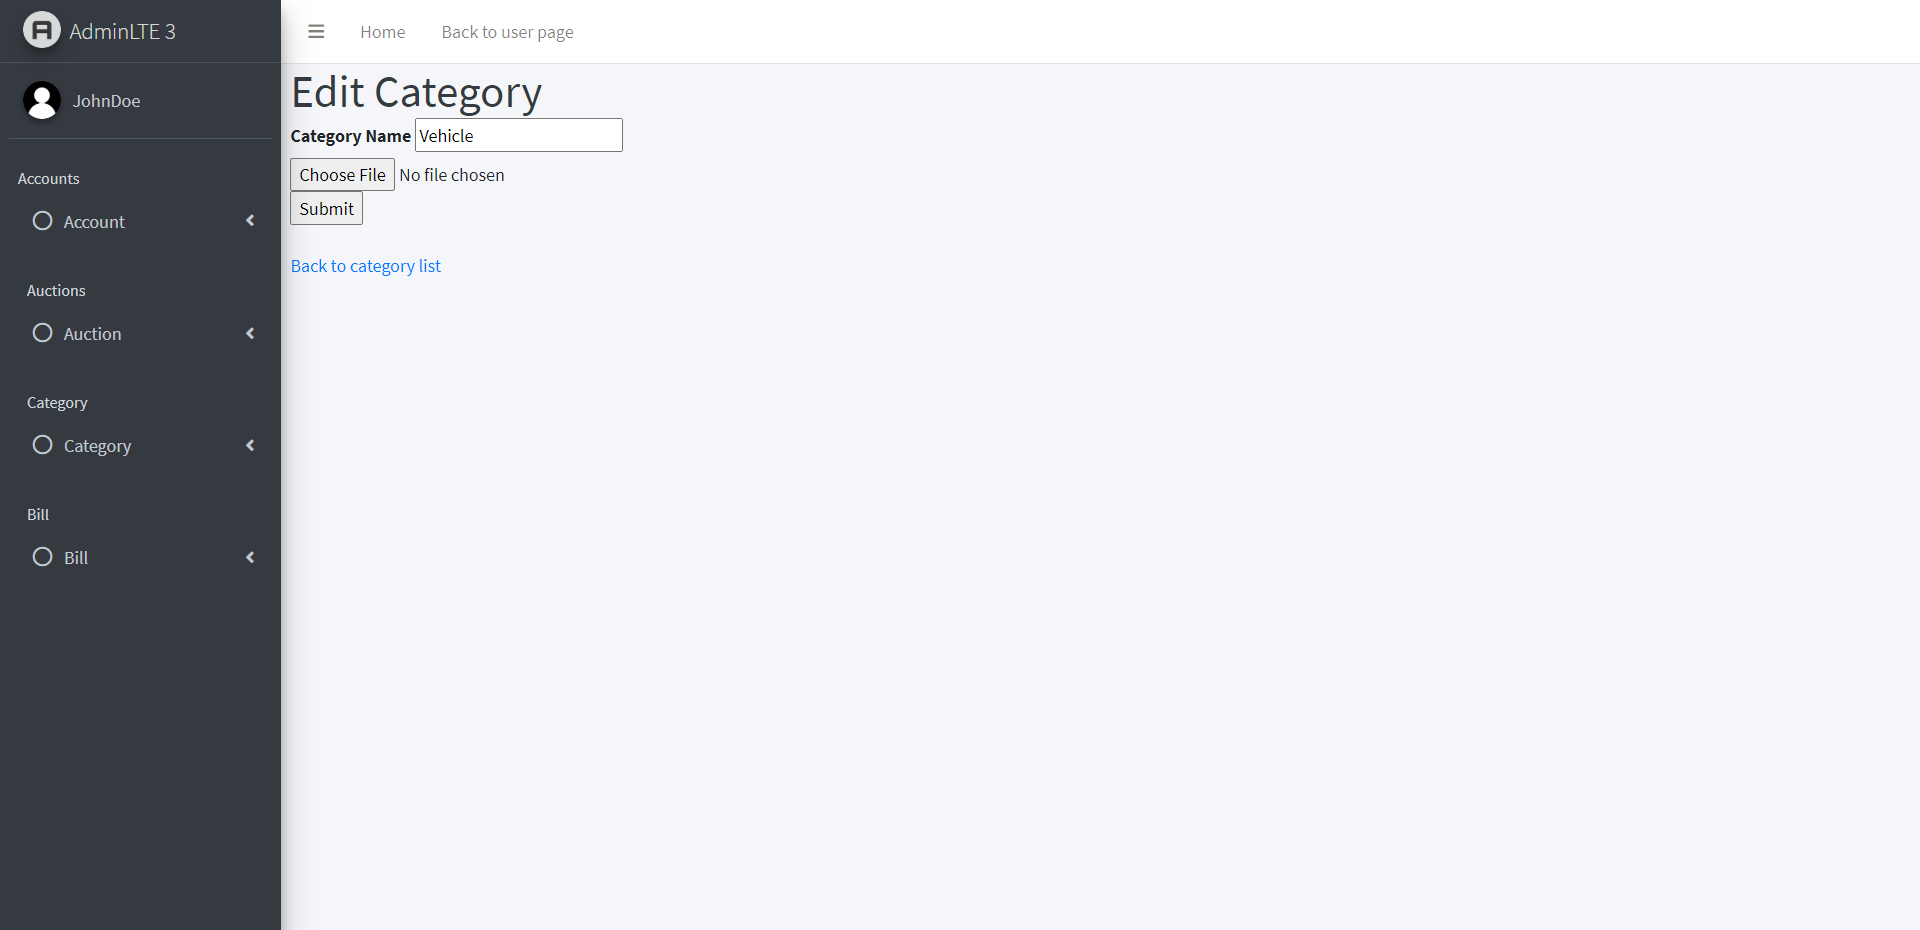 AdminLTE 3
JohnDoe
Accounts
Account
Auctions
Auction
Category
Category
Bill
Bill
Home
Back to user page
Edit Category
Category Name Vehicle
Choose File No file chosen
Submit
Back to category list